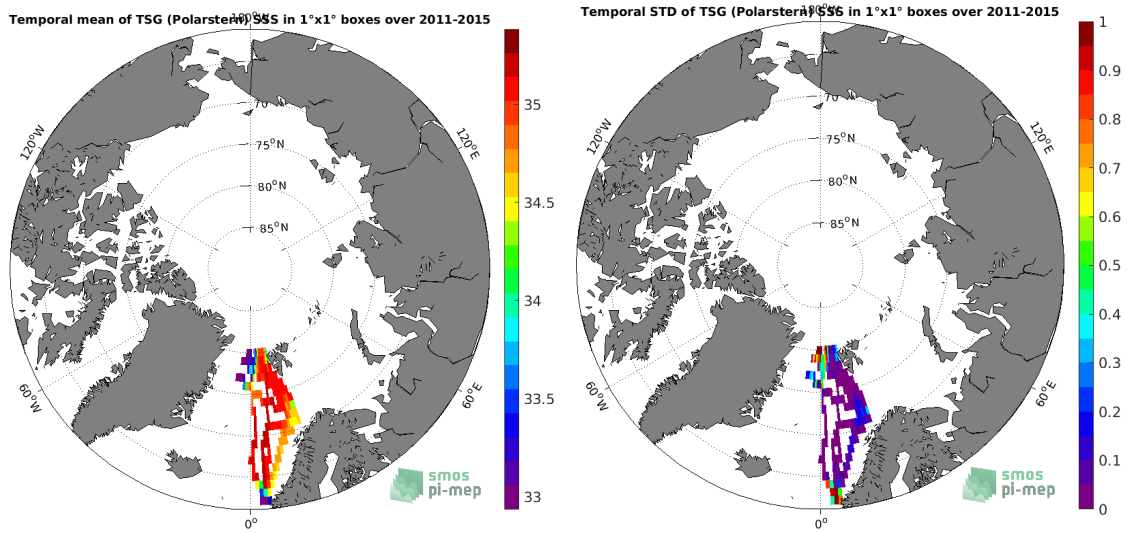 Temporal mean of TSG (Polarstern) SSS in 1°x1° boxes over 2011-2015
180°W
70°N
75°N
80°N
85°N
120°W
120°E
60°W
60°E
0°
35
34.5
34
33.5
33
smos
pi-mep
Temporal STD of TSG (Polarstern) SSS in 1°x1° boxes over 2011-2015
180°W
70°N
75°N
80°N
85°N
120°W
120°E
60°W
60°E
0°
1
0.9
0.8
0.7
0.6
0.5
0.4
0.3
0.2
0.1
0
smos
pi-mep